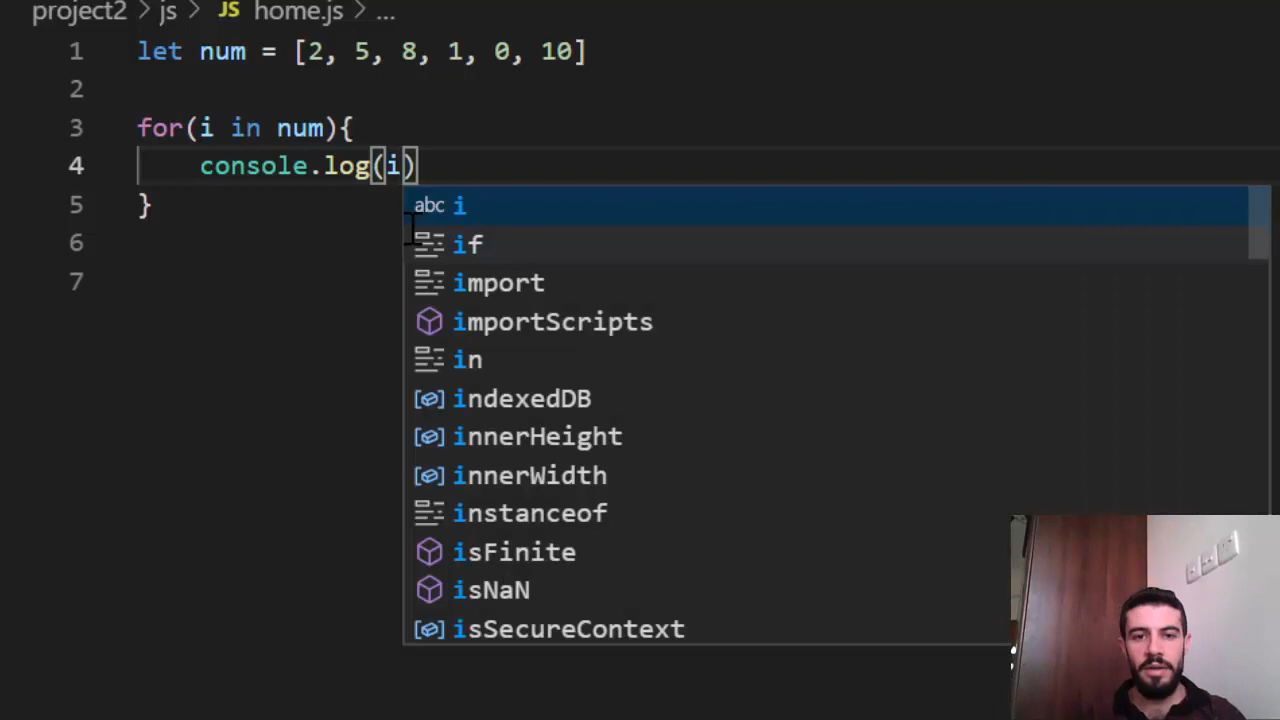 project2 > js > JS home.js > ...
1 let num = [2, 5, 8, 1, 0, 10]
2
3 for(i in num){
4 console.log(i)
5 }
6
7
abc i
if
import
importScripts
in
indexedDB
innerHeight
innerWidth
instanceof
isFinite
isNaN
isSecureContext